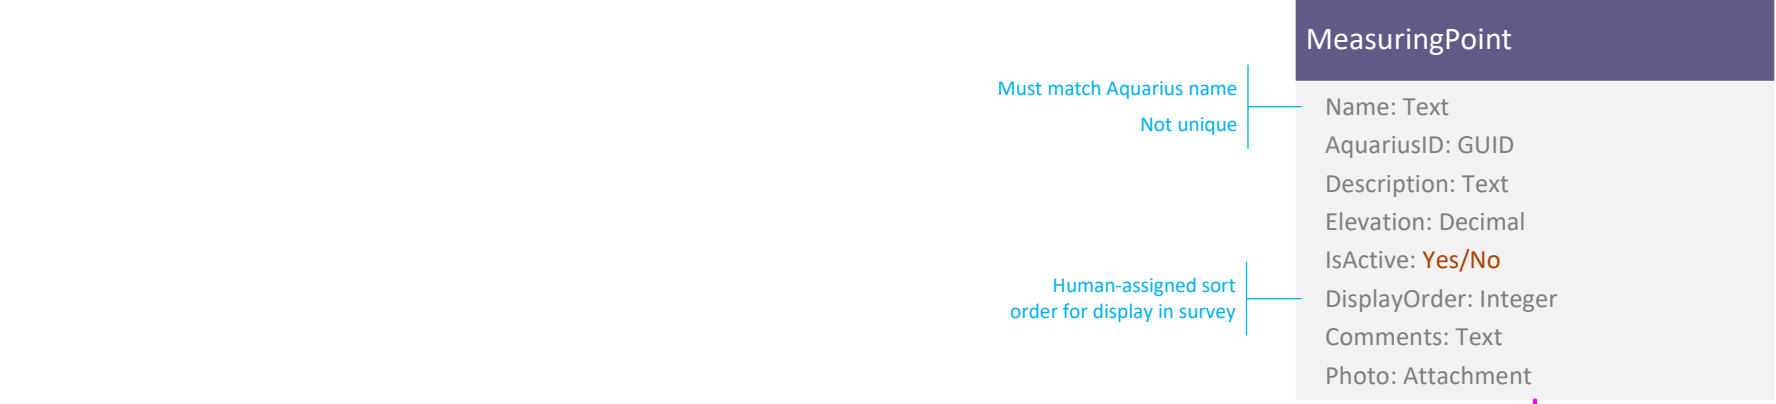 MeasuringPoint
Must match Aquarius name
Not unique
Name: Text
AquariusID: GUID
Description: Text
Elevation: Decimal
IsActive: Yes/No
Human-assigned sort
order for display in survey
DisplayOrder: Integer
Comments: Text
Photo: Attachment